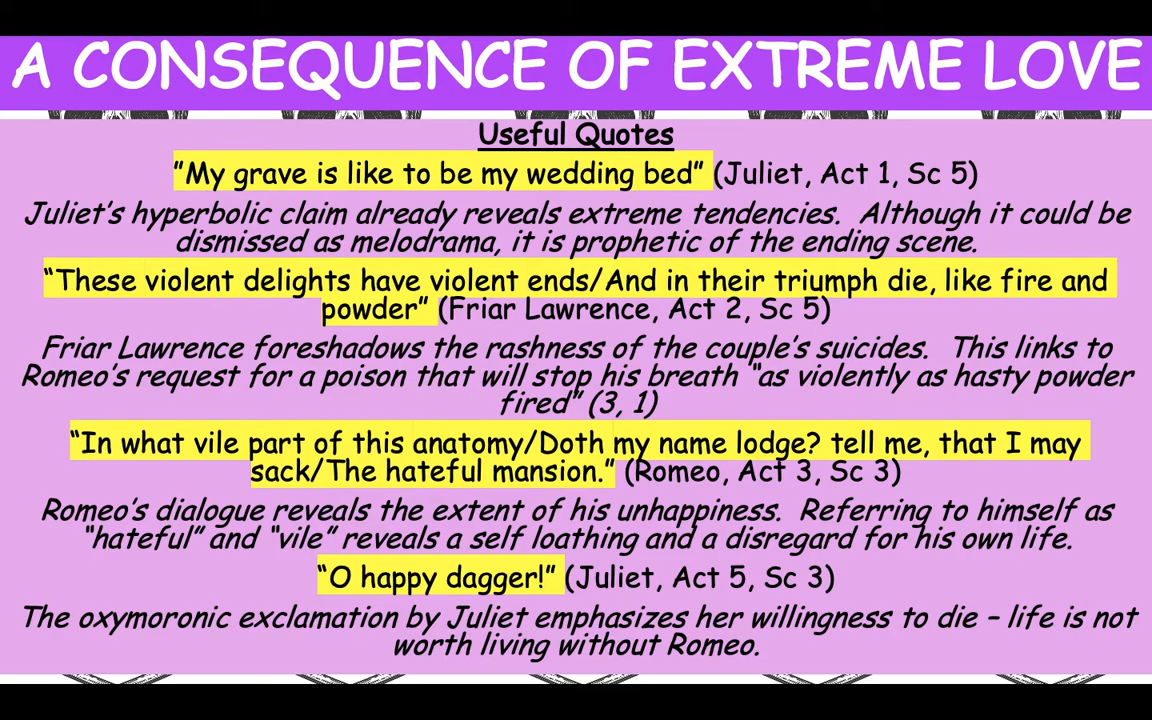 A CONSEQUENCE OF EXTREME LOVE
Useful Quotes
"My grave is like to be my wedding bed" (Juliet, Act 1, Sc 5)
Juliet's hyperbolic claim already reveals extreme tendencies. Although it could be
dismissed as melodrama, it is prophetic of the ending scene.
"These violent delights have violent ends/And in their triumph die, like fire and
powder" (Friar Lawrence, Act 2, Sc 5)
Friar Lawrence foreshadows the rashness of the couple's suicides. This links to
Romeo's request for a poison that will stop his breath "as violently as hasty powder
fired" (3, 1)
"In what vile part of this anatomy/Doth my name lodge? tell me, that I may
sack/The hateful mansion." (Romeo, Act 3, Sc 3)
Romeo's dialogue reveals the extent of his unhappiness. Referring to himself as
"hateful" and "vile" reveals a self loathing and a disregard for his own life.
"O happy dagger!" (Juliet, Act 5, Sc 3)
The oxymoronic exclamation by Juliet emphasizes her willingness to die – life is not
worth living without Romeo.